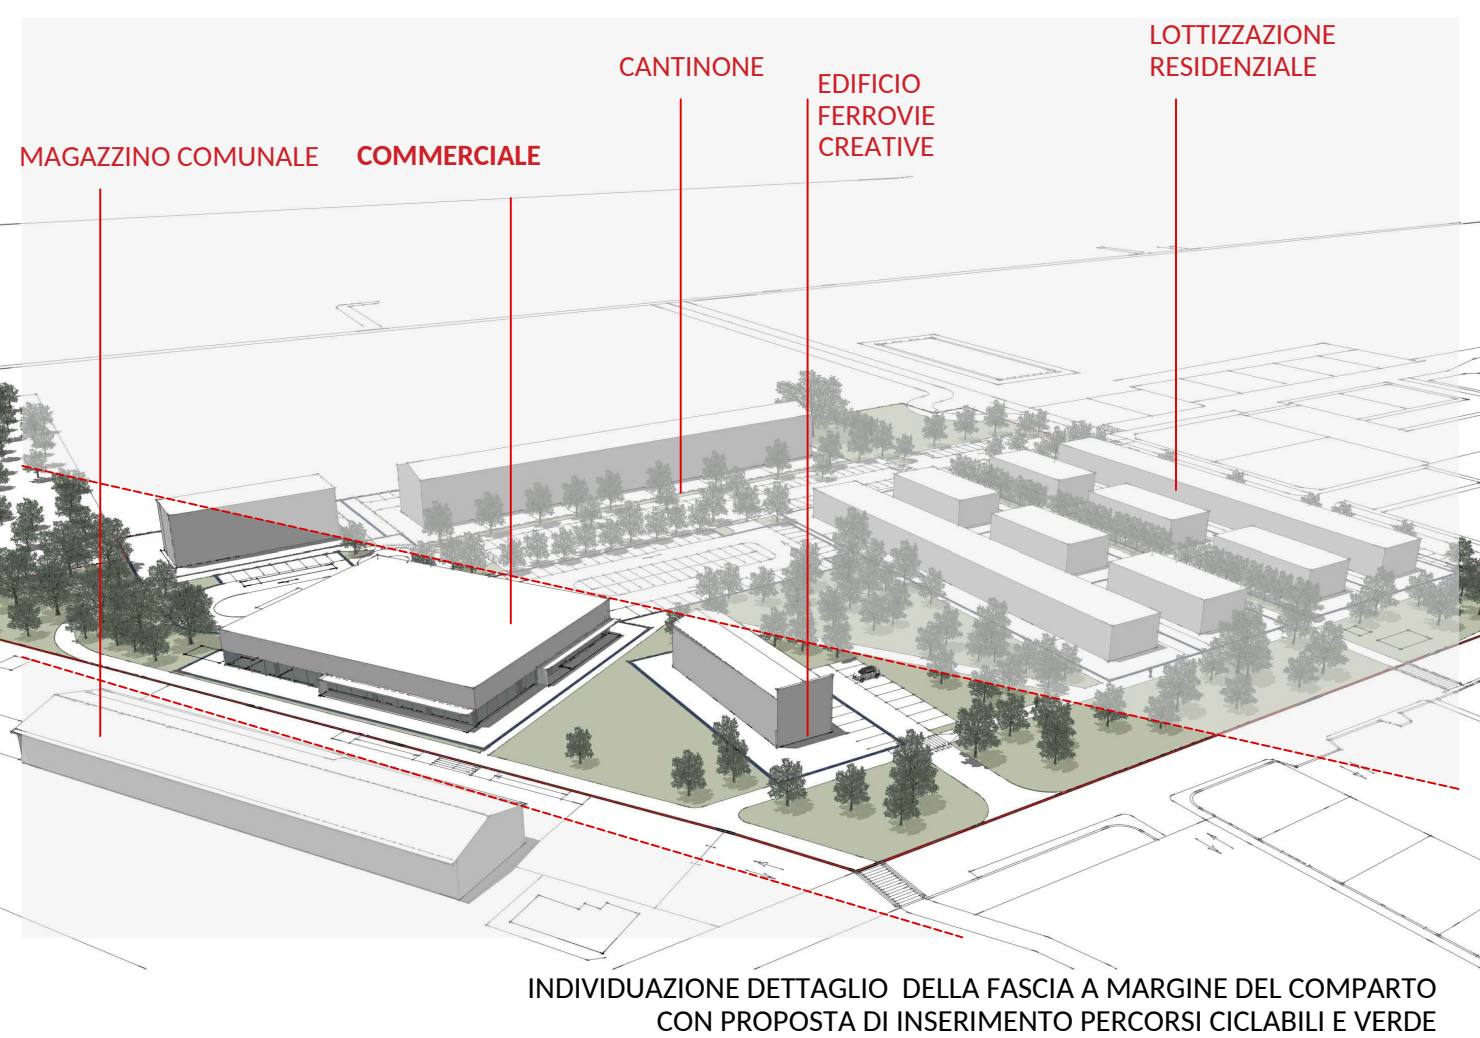 LOTTIZZAZIONE
RESIDENZIALE
CANTINONE
EDIFICIO
FERROVIE
CREATIVE
MAGAZZINO COMUNALE
COMMERCIALE
INDIVIDUAZIONE DETTAGLIO DELLA FASCIA A MARGINE DEL COMPARTO
CON PROPOSTA DI INSERIMENTO PERCORSI CICLABILI E VERDE